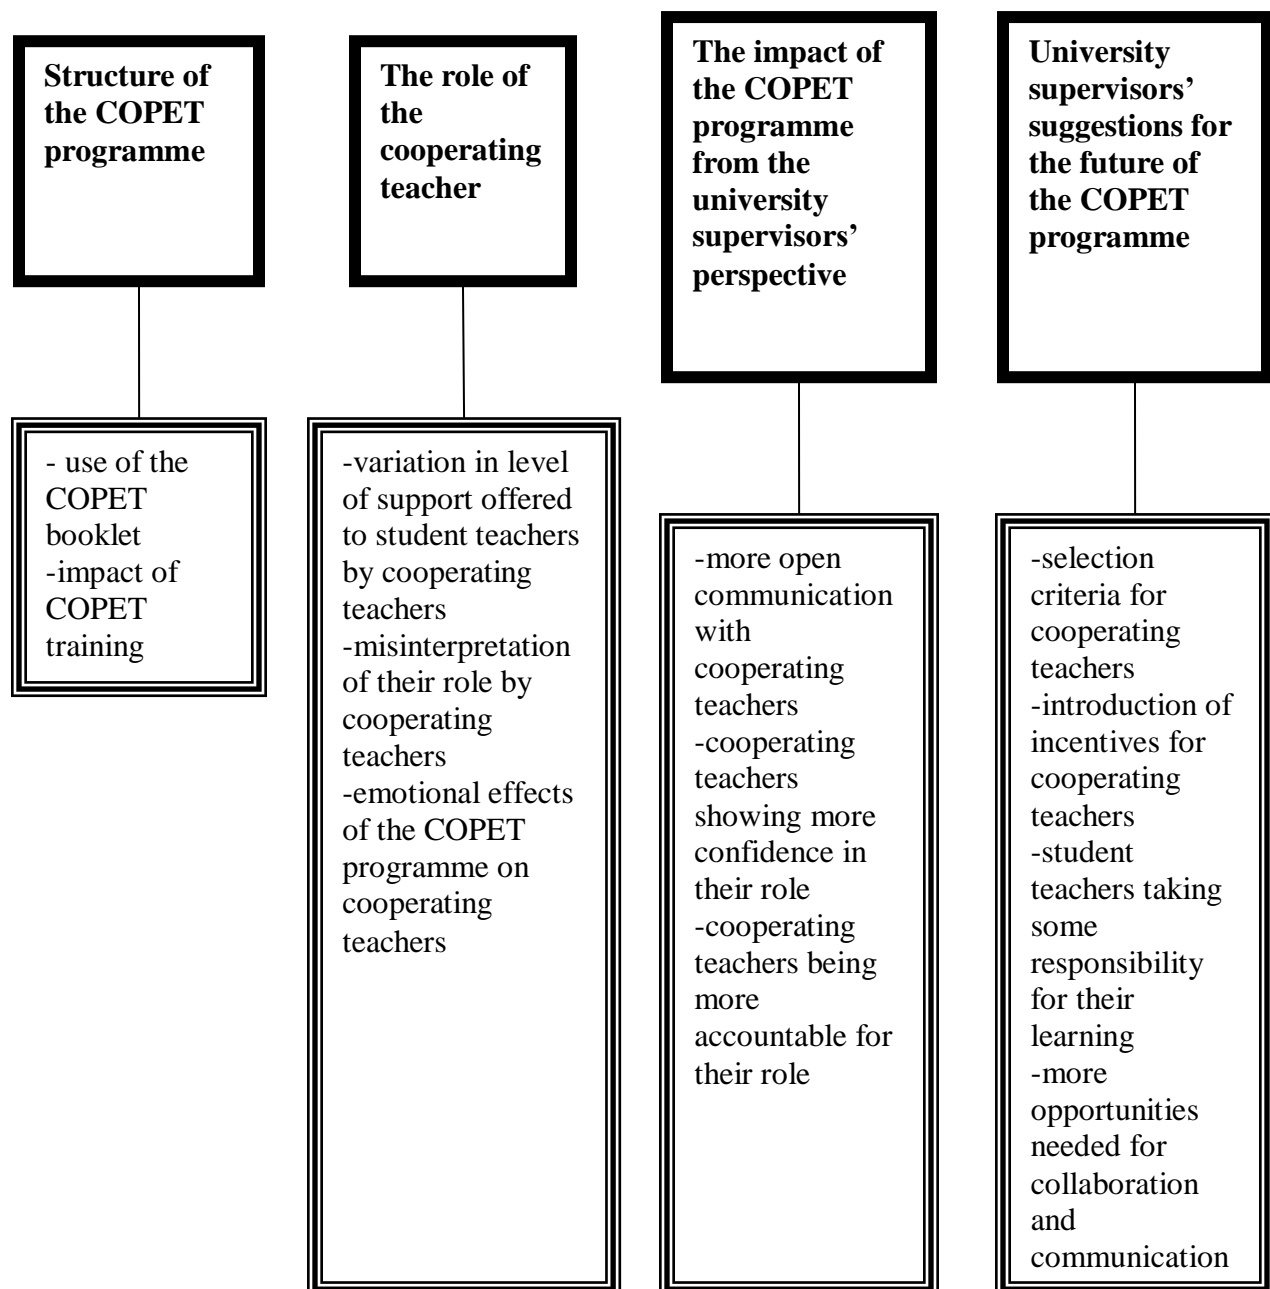 Structure of
the COPET
programme
The role of
the
cooperating
teacher
The impact of
the COPET
programme
from the
university
supervisors’
perspective
University
supervisors’
suggestions for
the future of
the COPET
programme
- use of the
COPET
booklet
-impact of
COPET
training
-variation in level
of support offered
to student teachers
by cooperating
teachers
-misinterpretation
of their role by
cooperating
teachers
-emotional effects
of the COPET
programme on
cooperating
teachers
-more open
communication
with
cooperating
teachers
-cooperating
teachers
showing more
confidence in
their role
-cooperating
teachers being
more
accountable for
their role
-selection
criteria for
cooperating
teachers
-introduction of
incentives for
cooperating
teachers
-student
teachers taking
some
responsibility
for their
learning
-more
opportunities
needed for
collaboration
and
communication